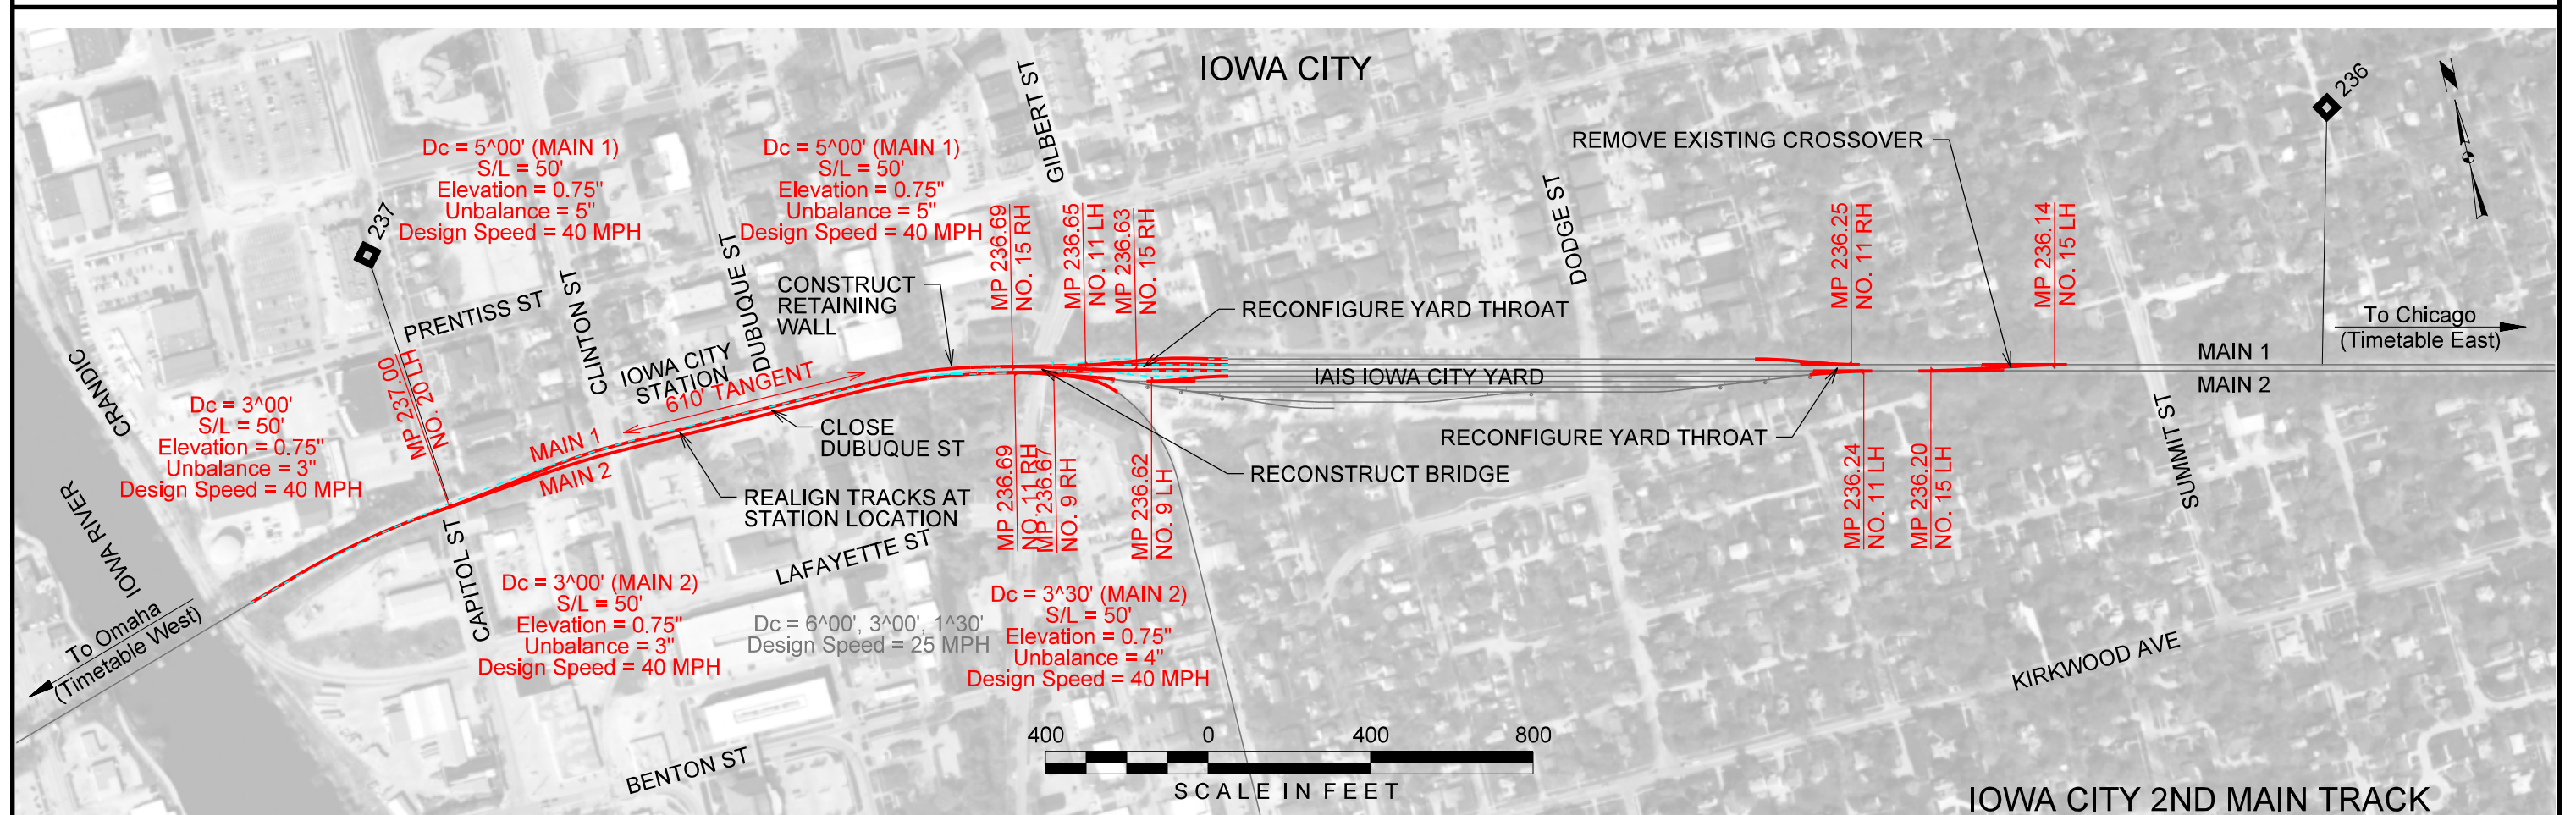 IOWA CITY
236
REMOVE EXISTING CROSSOVER
GILBERT ST
Dc = 5^00' (MAIN 1)
S/L = 50'
Elevation = 0.75"
Unbalance = 5"
Design Speed = 40 MPH
Dc = 5^00' (MAIN 1)
S/L = 50'
Elevation = 0.75"
Unbalance = 5"
Design Speed = 40 MPH
237
DODGE ST
MP 236.69
NO. 15 RH
MP 236.65
NO. 11 LH
MP 236.63
NO. 15 RH
MP 236.25
NO. 11 RH
MP 236.14
NO. 15 LH
PRENTISS ST
CLINTON ST
DUBUQUE ST
CONSTRUCT
RETAINING
WALL
RECONFIGURE YARD THROAT
To Chicago
(Timetable East)
CRANDIC
MP 237.00
NO. 20 LH
IOWA CITY
STATION
610' TANGENT
IAIS IOWA CITY YARD
MAIN 1
MAIN 2
Dc = 3^00'
S/L = 50'
Elevation = 0.75"
Unbalance = 3"
Design Speed = 40 MPH
MAIN 1
MAIN 2
CLOSE
DUBUQUE ST
RECONFIGURE YARD THROAT
RECONSTRUCT BRIDGE
REALIGN TRACKS AT
STATION LOCATION
MP 236.69
NO. 11 RH
MP 236.67
NO. 9 RH
MP 236.62
NO. 9 LH
MP 236.24
NO. 11 LH
MP 236.20
NO. 15 LH
SUMMIT ST
IOWA RIVER
CAPITOL ST
LAFAYETTE ST
To Omaha
(Timetable West)
Dc = 3^00' (MAIN 2)
S/L = 50'
Elevation = 0.75"
Unbalance = 3"
Design Speed = 40 MPH
Dc = 6^00', 3^00', 1^30'
Design Speed = 25 MPH
Dc = 3^30' (MAIN 2)
S/L = 50'
Elevation = 0.75"
Unbalance = 4"
Design Speed = 40 MPH
KIRKWOOD AVE
BENTON ST
400 0 400 800
SCALE IN FEET
IOWA CITY 2ND MAIN TRACK